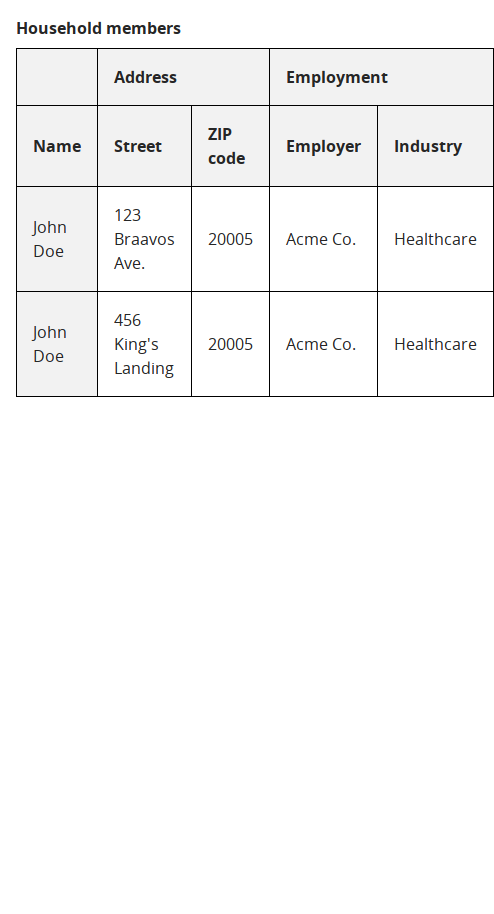 Household members
Address Employment
Name Street ZIP code Employer Industry
John Doe 123 Braavos Ave. 20005 Acme Co. Healthcare
John Doe 456 King's Landing 20005 Acme Co. Healthcare